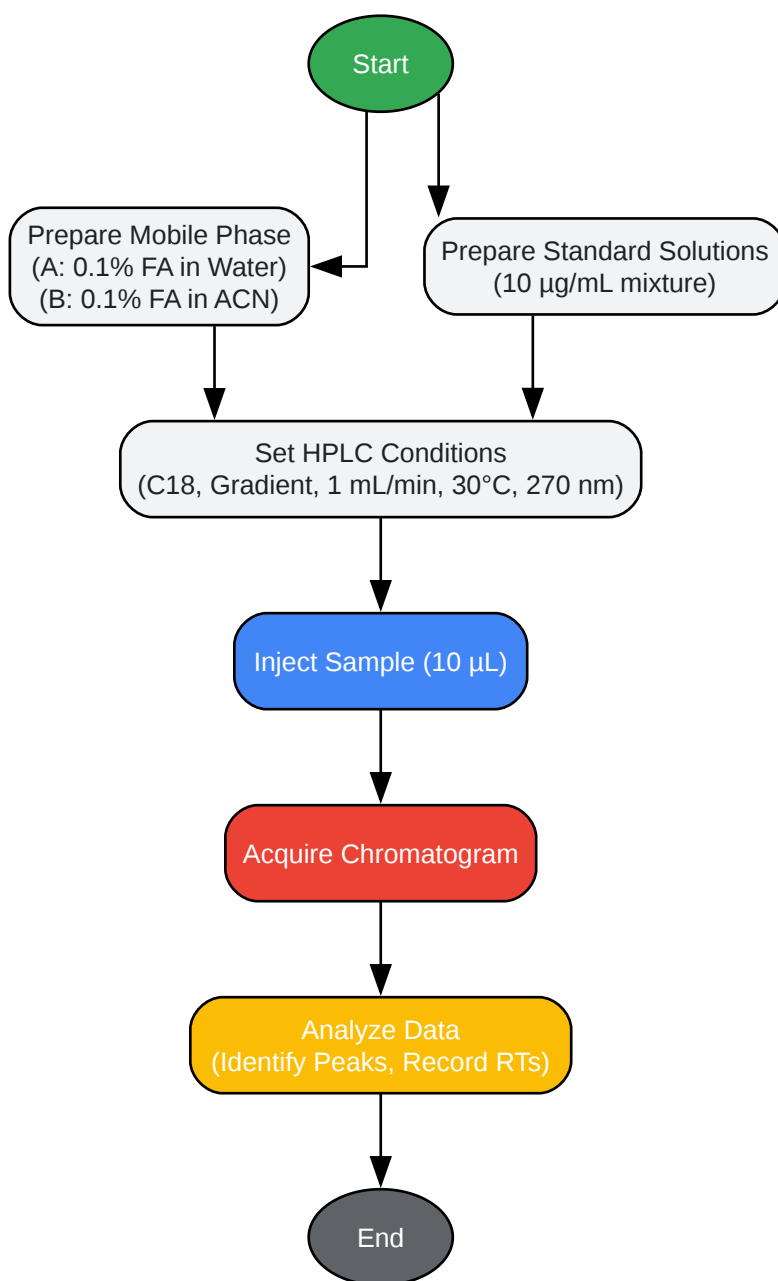 Start
Prepare Mobile Phase
(A: 0.1% FA in Water)
(B: 0.1% FA in ACN)
Prepare Standard Solutions
(10 µg/mL mixture)
Set HPLC Conditions
(C18, Gradient, 1 mL/min, 30°C, 270 nm)
Inject Sample (10 µL)
Acquire Chromatogram
Analyze Data
(Identify Peaks, Record RTs)
End